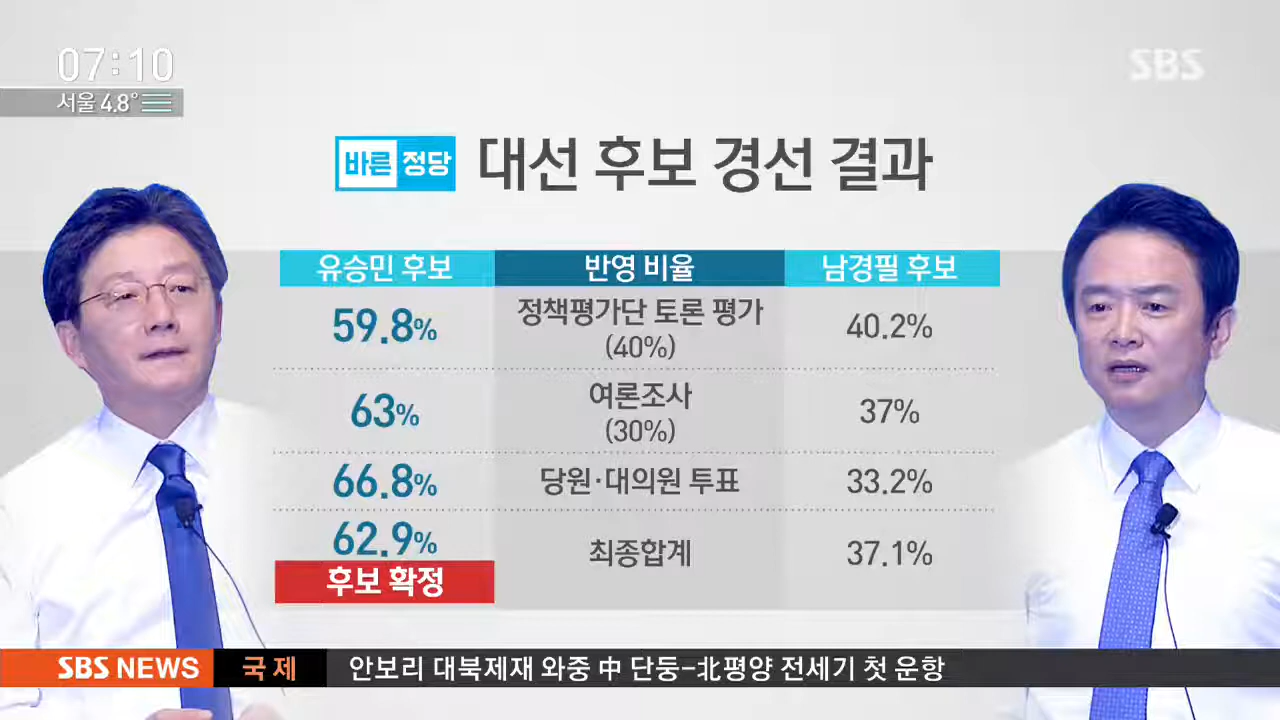 07:10
SBS
서울 4.8°
바른정당 대선 후보 경선 결과
유승민 후보 반영 비율 남경필 후보
59.8% 정책평가단 토론 평가 (40%) 40.2%
63% 여론조사 (30%) 37%
66.8% 당원·대의원 투표 33.2%
62.9% 최종합계 37.1%
후보 확정
SBS NEWS 국 제 안보리 대북제재 와중 中 단둥-北평양 전세기 첫 운항